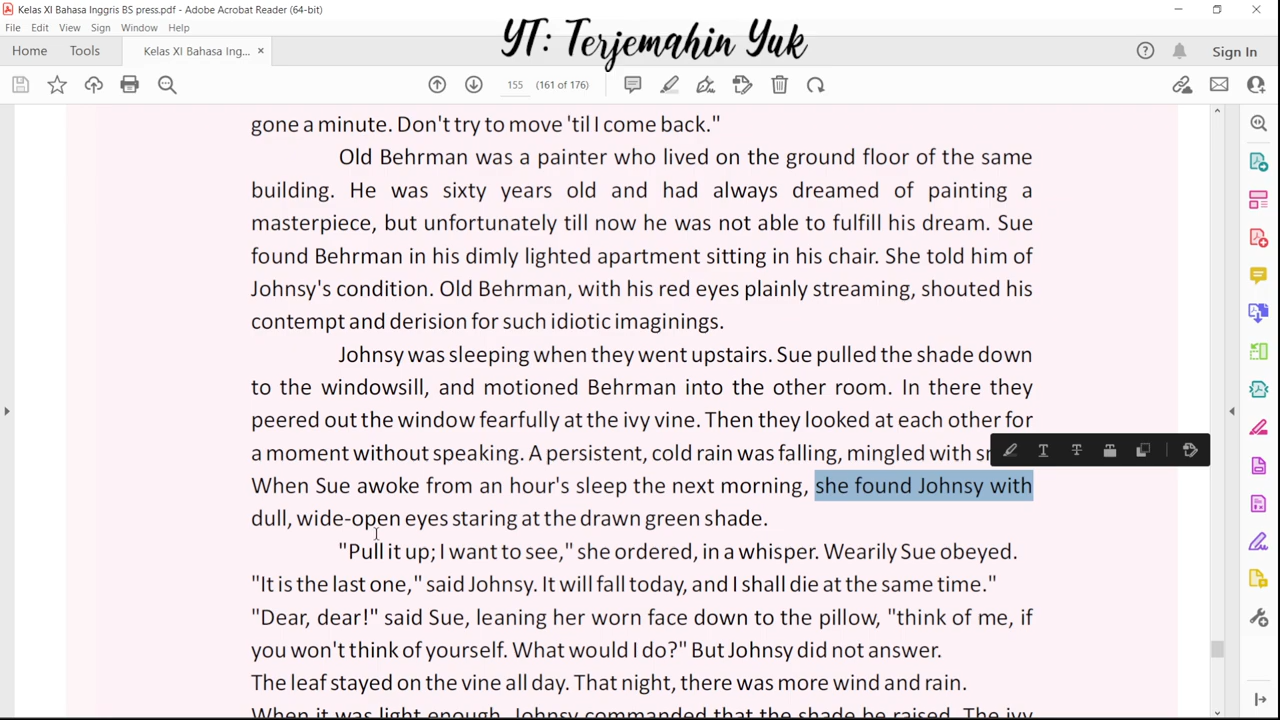 Kelas XI Bahasa Inggris BS press.pdf - Adobe Acrobat Reader (64-bit)
YT: Terjemahin Yuk
File Edit View Sign Window Help
Home Tools Kelas XI Bahasa Ing... × Sign In
155 (161 of 176)
gone a minute. Don't try to move 'til I come back."
Old Behrman was a painter who lived on the ground floor of the same
building. He was sixty years old and had always dreamed of painting a
masterpiece, but unfortunately till now he was not able to fulfill his dream. Sue
found Behrman in his dimly lighted apartment sitting in his chair. She told him of
Johnsy's condition. Old Behrman, with his red eyes plainly streaming, shouted his
contempt and derision for such idiotic imaginings.
Johnsy was sleeping when they went upstairs. Sue pulled the shade down
to the windowsill, and motioned Behrman into the other room. In there they
peered out the window fearfully at the ivy vine. Then they looked at each other for
a moment without speaking. A persistent, cold rain was falling, mingled with
When Sue awoke from an hour's sleep the next morning, she found Johnsy with
dull, wide-open eyes staring at the drawn green shade.
"Pull it up; I want to see," she ordered, in a whisper. Wearily Sue obeyed.
"It is the last one," said Johnsy. It will fall today, and I shall die at the same time."
"Dear, dear!" said Sue, leaning her worn face down to the pillow, "think of me, if
you won't think of yourself. What would I do?" But Johnsy did not answer.
The leaf stayed on the vine all day. That night, there was more wind and rain.
When it was light enough, Johnsy commanded that the shade be raised. The ivy